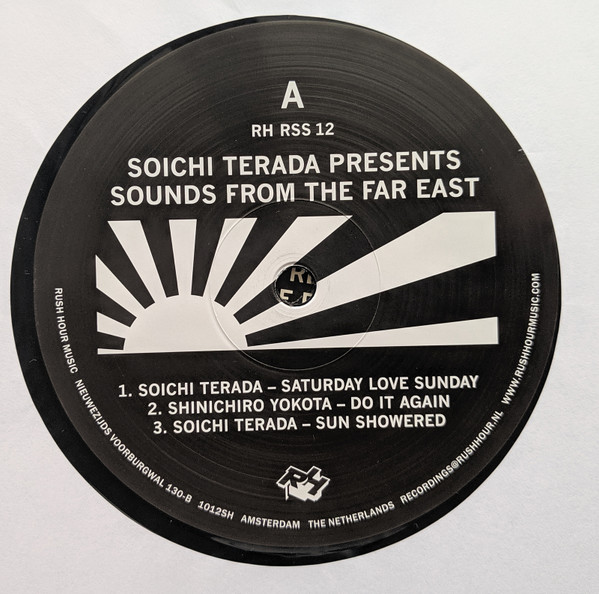 A
RH RSS 12
SOICHI TERADA PRESENTS
SOUNDS FROM THE FAR EAST
1. SOICHI TERADA – SATURDAY LOVE SUNDAY
2. SHINICHIRO YOKOTA – DO IT AGAIN
3. SOICHI TERADA – SUN SHOWERED
RH
RUSH HOUR MUSIC NIEUWEZIJDS VOORBURGWAL 130-B 1012SH AMSTERDAM THE NETHERLANDS RECORDINGS@RUSHHOUR.NL WWW.RUSHHOURMUSIC.COM